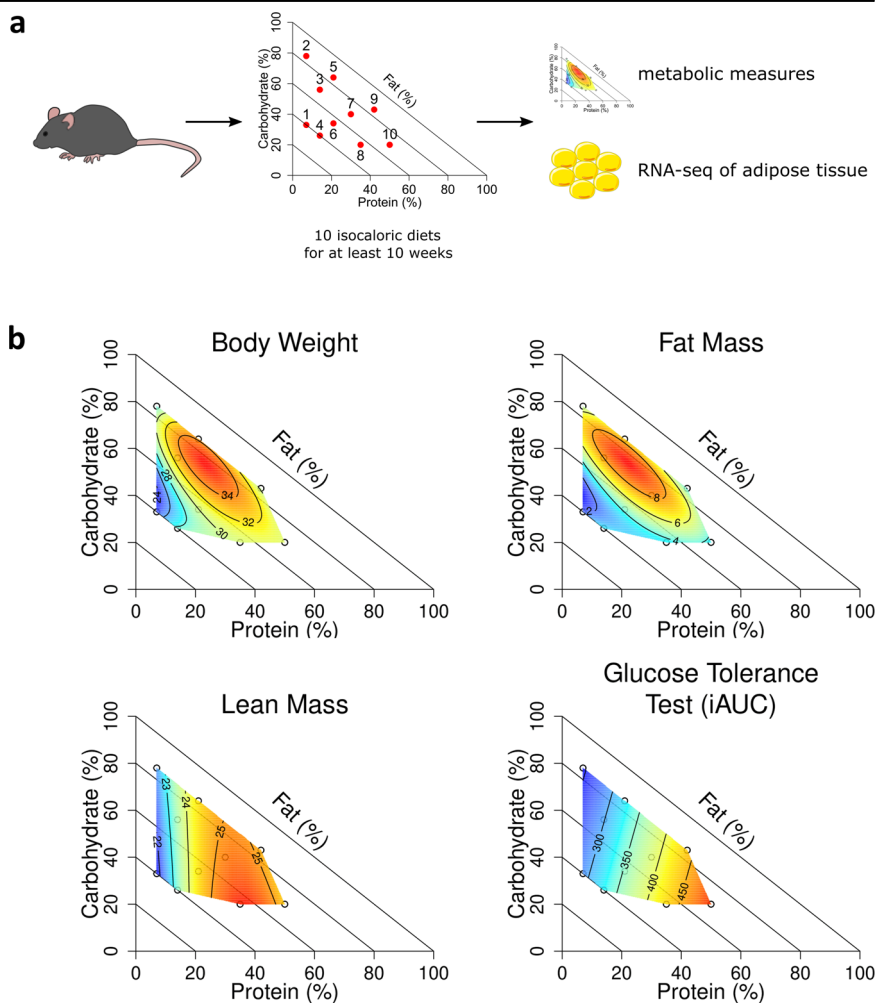 a
100
80
60
40
20
0
Carbohydrate (%)
2
5
3
9
7
1
4
6
10
8
Fat (%)
0 20 40 60 80 100
Protein (%)
10 isocaloric diets
for at least 10 weeks
Carbohydrate (%)
Fat (%)
Protein (%)
metabolic measures
RNA-seq of adipose tissue
b
Body Weight
Carbohydrate (%)
100
80
60
40
20
0
Fat (%)
24
28
30
32
34
0 20 40 60 80 100
Protein (%)
Fat Mass
Carbohydrate (%)
100
80
60
40
20
0
Fat (%)
2
4
6
8
0 20 40 60 80 100
Protein (%)
Lean Mass
Carbohydrate (%)
100
80
60
40
20
0
Fat (%)
22
23
24
25
25
0 20 40 60 80 100
Protein (%)
Glucose Tolerance
Test (iAUC)
Carbohydrate (%)
100
80
60
40
20
0
Fat (%)
300
350
400
450
0 20 40 60 80 100
Protein (%)